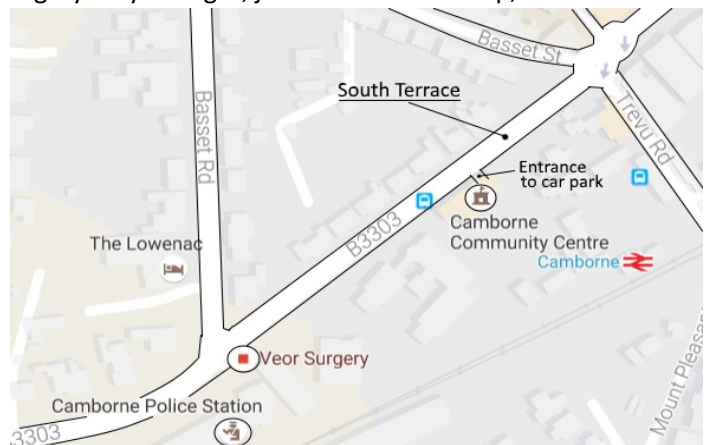 Basset St
South Terrace
Trevu Rd
Basset Rd
Entrance
to car park
B3303
Camborne
Community Centre
The Lowenac
Camborne
Veor Surgery
Mount Pleasan
Camborne Police Station
3303